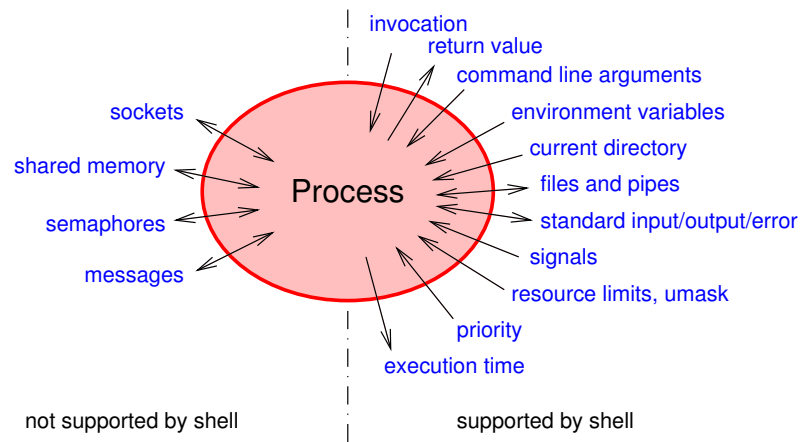 invocation
return value
command line arguments
environment variables
current directory
files and pipes
standard input/output/error
signals
resource limits, umask
priority
execution time
sockets
shared memory
semaphores
messages
Process
not supported by shell
supported by shell